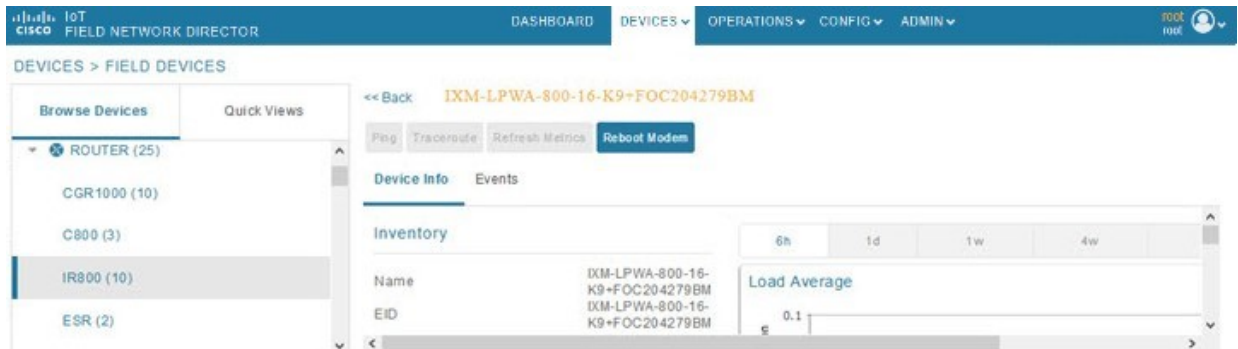 IoT
CISCO FIELD NETWORK DIRECTOR
DASHBOARD DEVICES OPERATIONS CONFIG ADMIN
root
root
DEVICES > FIELD DEVICES
Browse Devices Quick Views
<< Back IXM-LPWA-800-16-K9+FOC204279BM
Ping Traceroute Refresh Metrics Reboot Modem
ROUTER (25)
Device Info Events
CGR1000 (10)
C800 (3)
Inventory
6h 1d 1w 4w
IR800 (10)
Name IXM-LPWA-800-16-
K9+FOC204279BM
Load Average
EID IXM-LPWA-800-16-
K9+FOC204279BM
0.1
ESR (2)